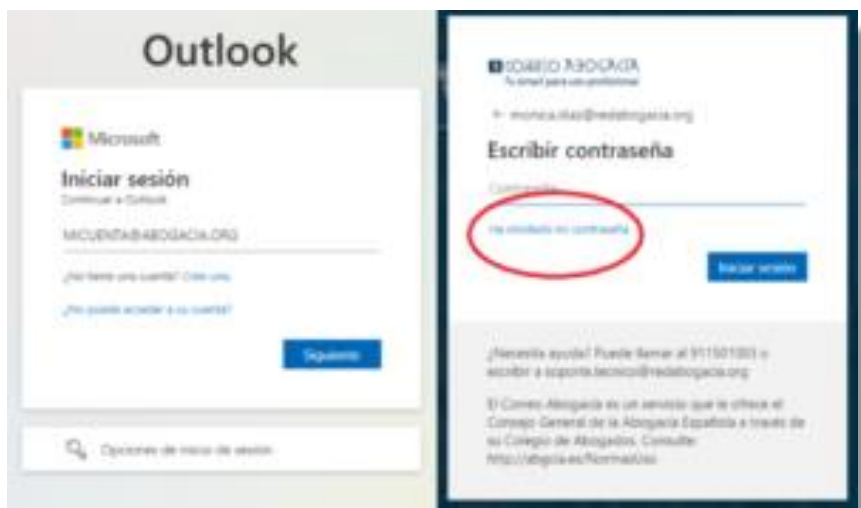 Outlook
Microsoft
Iniciar sesión
Continuar a Outlook
MICUENTA@ABOGACIA.ORG
¿No tiene una cuenta? Cree una.
¿No puede acceder a su cuenta?
Siguiente
Opciones de inicio de sesión
CORREO ABOGACÍA
Tu email para uso profesional
← monica.diaz@redabogacia.org
Escribir contraseña
Contraseña
He olvidado mi contraseña
Iniciar sesión
¿Necesita ayuda? Puede llamar al 911501003 o
escribir a soporte.tecnico@redabogacia.org
El Correo Abogacía es un servicio que le ofrece el
Consejo General de la Abogacía Española a través de
su Colegio de Abogados. Consulte: